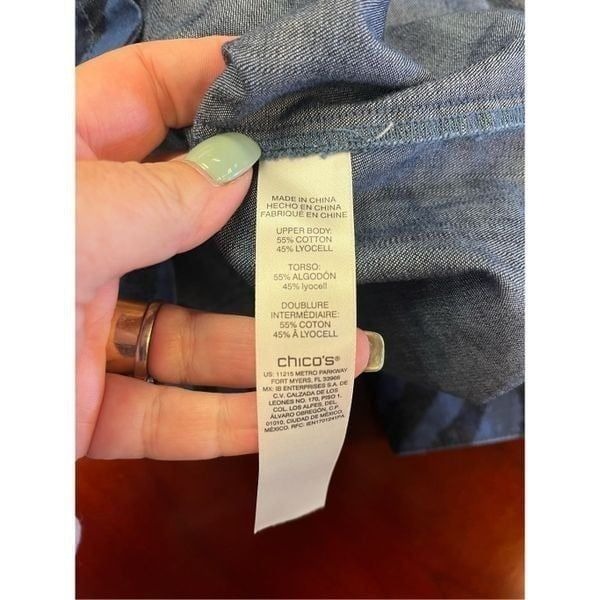 MADE IN CHINA
HECHO EN CHINA
FABRIQUÉ EN CHINE
UPPER BODY:
55% COTTON
45% LYOCELL
TORSO:
55% ALGODÓN
45% lyocell
DOUBLURE
INTERMÉDIAIRE:
55% COTON
45% À LYOCELL
chico's®
US: 11215 METRO PARKWAY
FORT MYERS, FL 33966
MX: IB ENTERPRISES S.A. DE
C.V. CALZADA DE LOS
LEONES NO. 170, PISO 1.
COL. LOS ALPES, DEL.
ÁLVARO OBREGÓN, C.P.
01010, CIUDAD DE MÉXICO,
MÉXICO. RFC: IEN1701241PA.